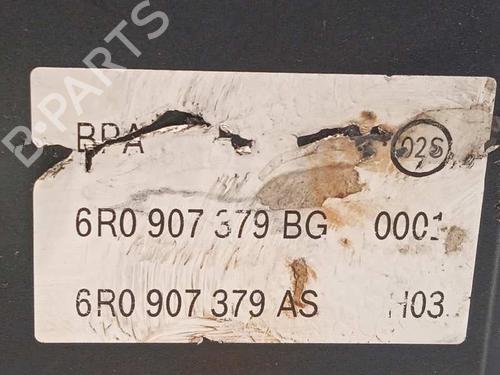 B-PARTS
BPA 02S
6R0 907 379 BG 0001
6R0 907 379 AS H03